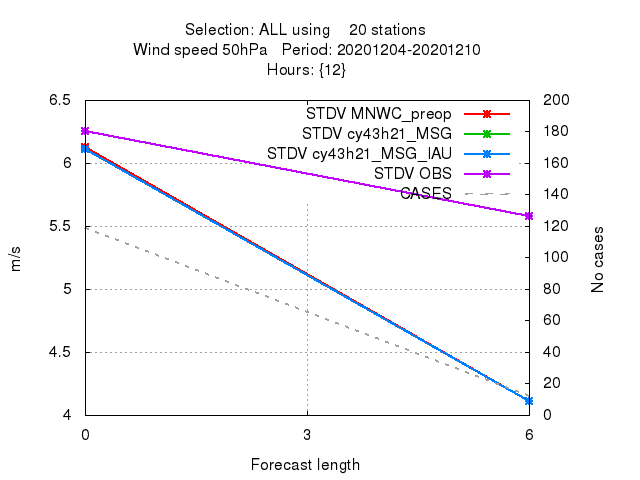 Selection: ALL using    20 stations
Wind speed 50hPa   Period: 20201204-20201210
Hours: {12}
STDV MNWC_preop
STDV cy43h21_MSG
STDV cy43h21_MSG_IAU
STDV OBS
CASES
6.5
6
5.5
5
4.5
4
m/s
200
180
160
140
120
100
80
60
40
20
0
No cases
0
3
6
Forecast length